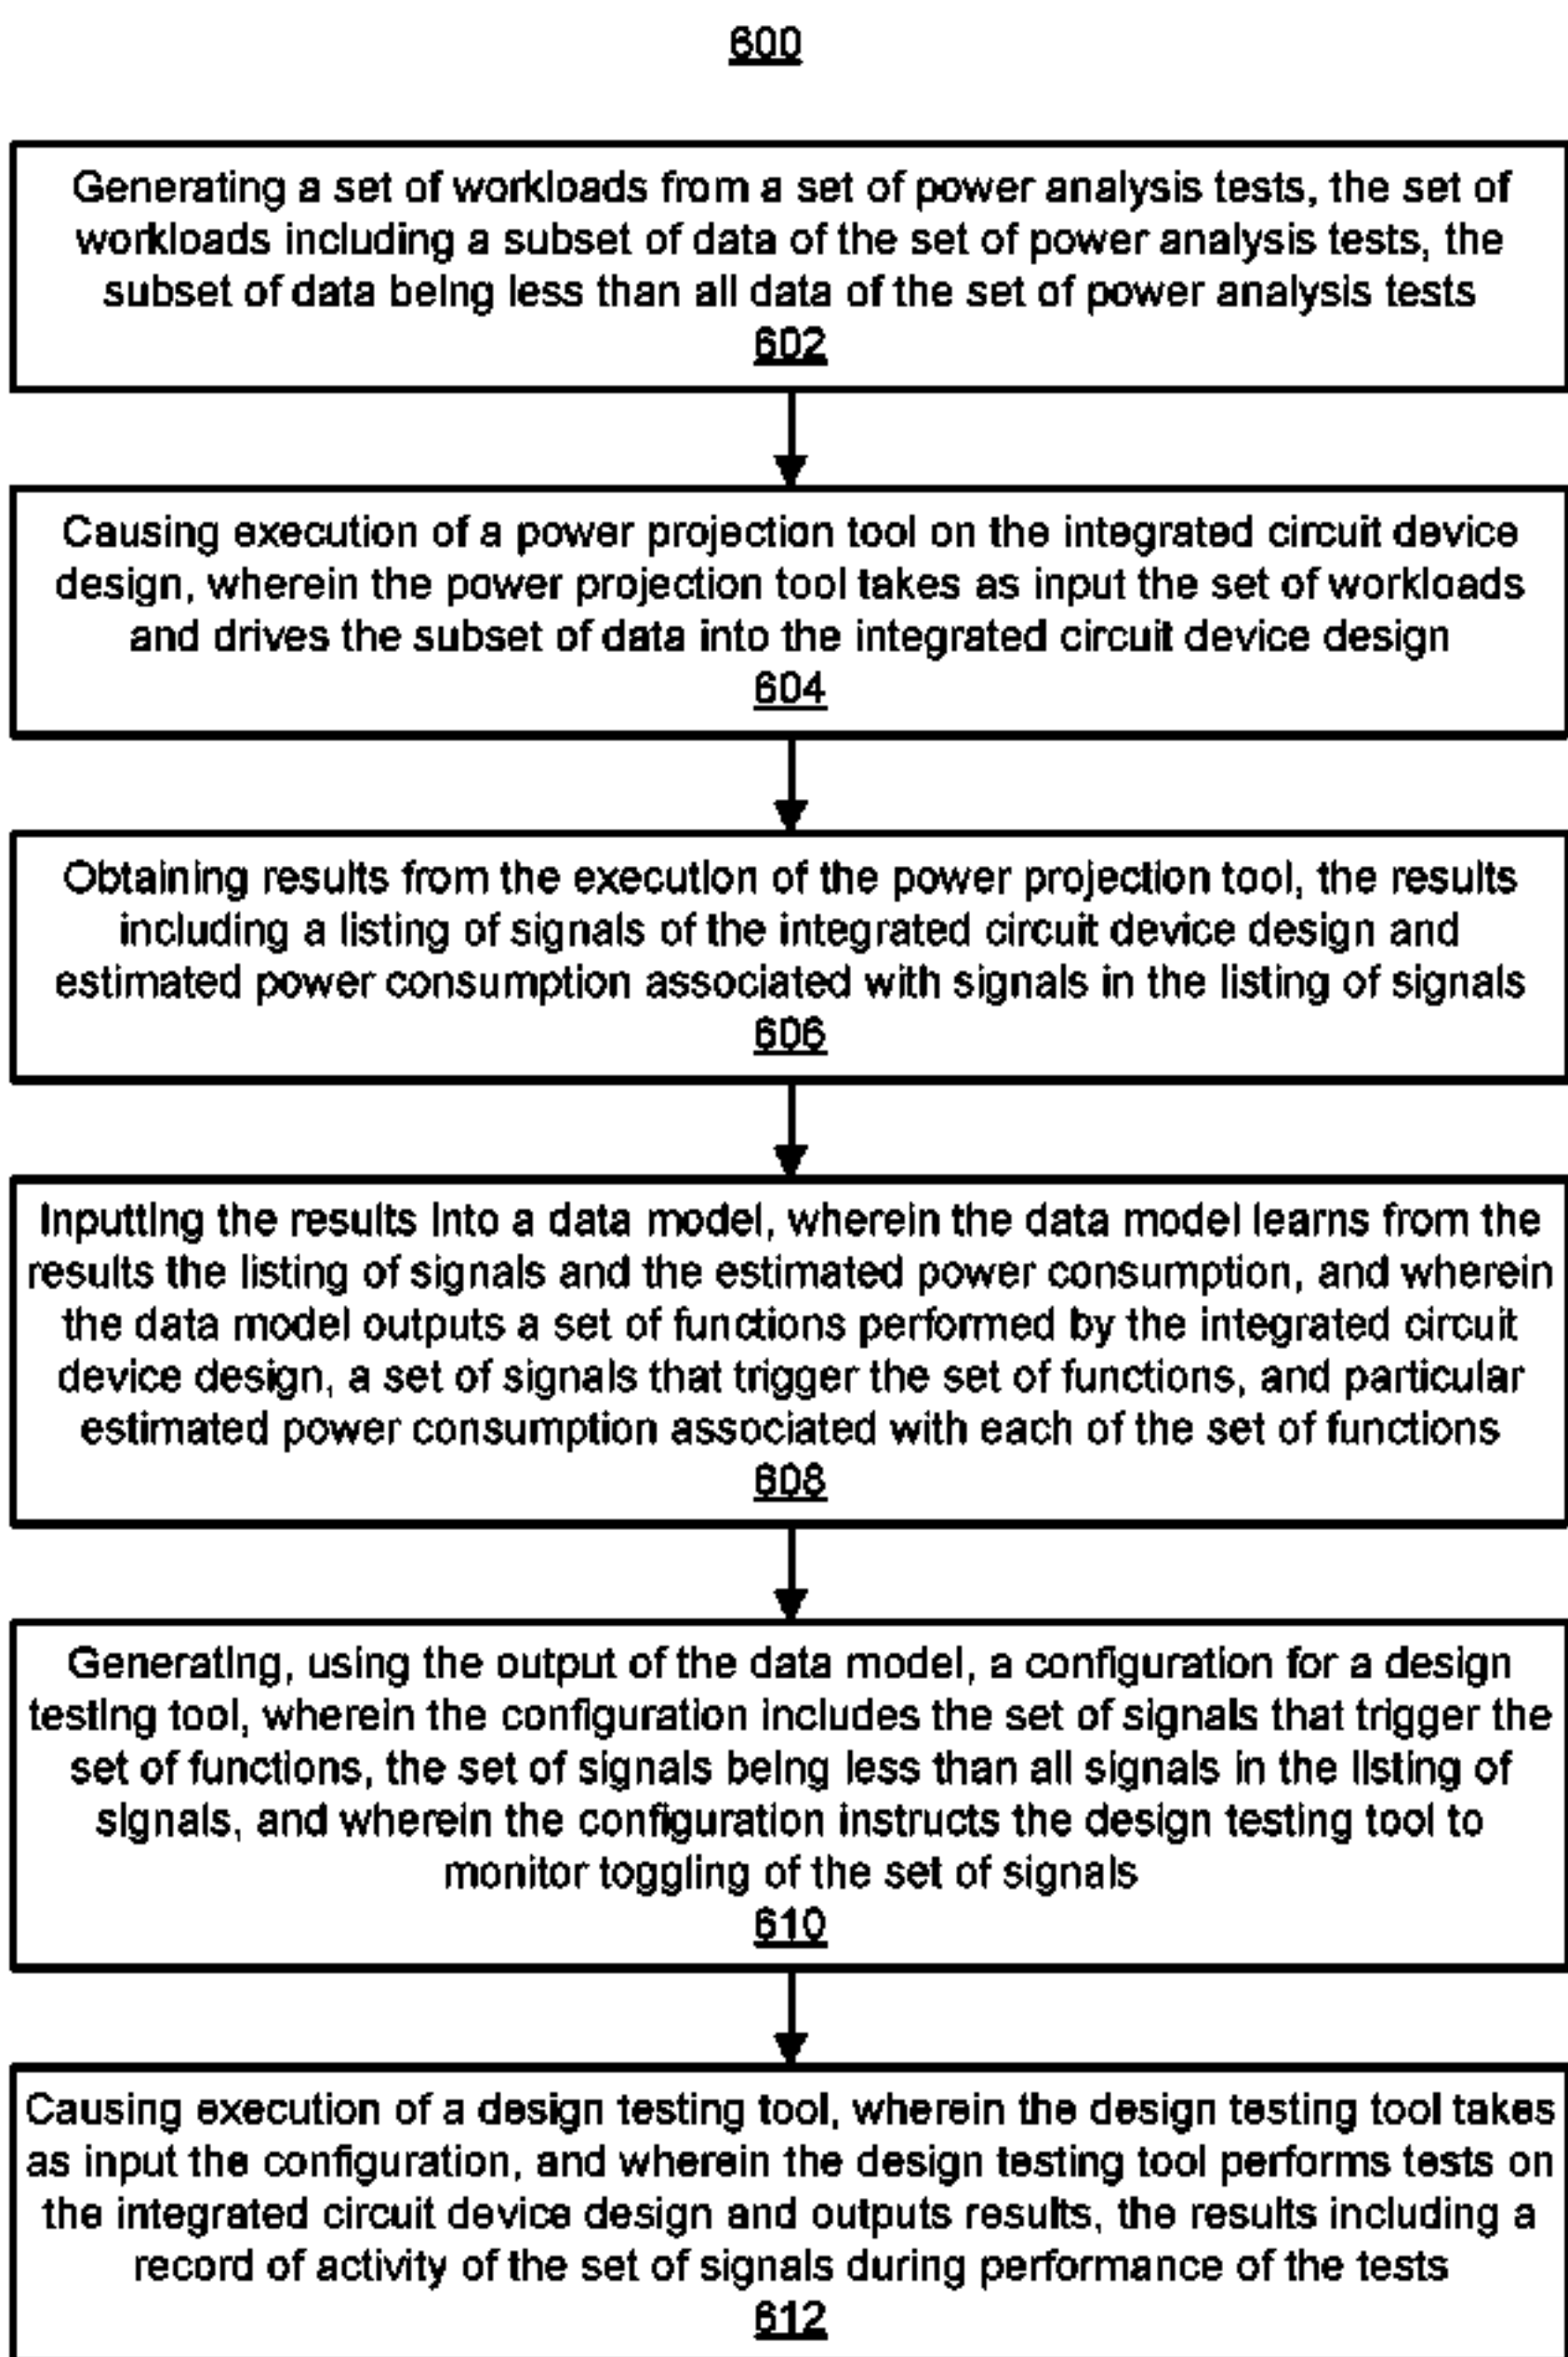 600
Generating a set of workloads from a set of power analysis tests, the set of
workloads including a subset of data of the set of power analysis tests, the
subset of data being less than all data of the set of power analysis tests
602
Causing execution of a power projection tool on the integrated circuit device
design, wherein the power projection tool takes as input the set of workloads
and drives the subset of data into the integrated circuit device design
604
Obtaining results from the execution of the power projection tool, the results
including a listing of signals of the integrated circuit device design and
estimated power consumption associated with signals in the listing of signals
606
Inputting the results into a data model, wherein the data model learns from the
results the listing of signals and the estimated power consumption, and wherein
the data model outputs a set of functions performed by the integrated circuit
device design, a set of signals that trigger the set of functions, and particular
estimated power consumption associated with each of the set of functions
608
Generating, using the output of the data model, a configuration for a design
testing tool, wherein the configuration includes the set of signals that trigger the
set of functions, the set of signals being less than all signals in the listing of
signals, and wherein the configuration instructs the design testing tool to
monitor toggling of the set of signals
610
Causing execution of a design testing tool, wherein the design testing tool takes
as input the configuration, and wherein the design testing tool performs tests on
the integrated circuit device design and outputs results, the results including a
record of activity of the set of signals during performance of the tests
612